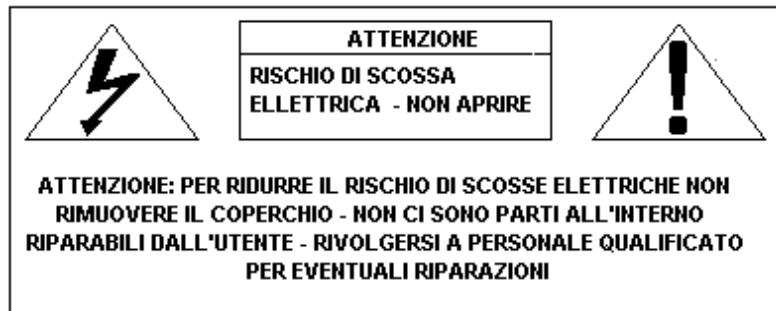 ATTENZIONE
RISCHIO DI SCOSSA
ELLETTRICA - NON APRIRE
ATTENZIONE: PER RIDURRE IL RISCHIO DI SCOSSE ELETTRICHE NON
RIMUOVERE IL COPERCHIO - NON CI SONO PARTI ALL'INTERNO
RIPARABILI DALL'UTENTE - RIVOLGERSI A PERSONALE QUALIFICATO
PER EVENTUALI RIPARAZIONI